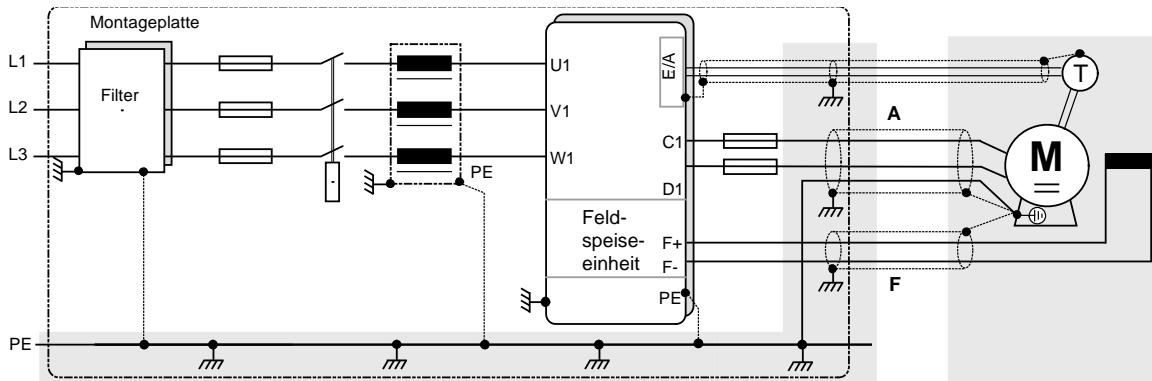 Montageplatte
L1
L2
L3
Filter
-
-
PE
U1
V1
W1
E/A
C1
D1
Feld-
speise-
einheit
F+
F-
PE
A
F
T
M
PE